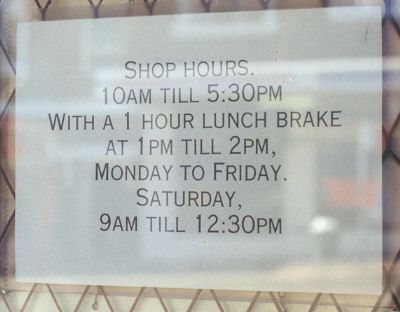 SHOP HOURS.
10AM TILL 5:30PM
WITH A 1 HOUR LUNCH BRAKE
AT 1PM TILL 2PM,
MONDAY TO FRIDAY.
SATURDAY,
9AM TILL 12:30PM